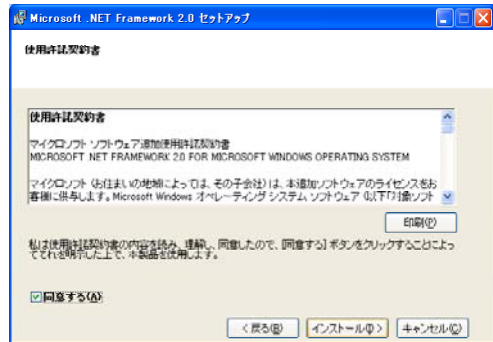 Microsoft .NET Framework 2.0 セットアップ
使用許諾契約書
使用許諾契約書
マイクロソフト ソフトウェア追加使用許諾契約書
MICROSOFT .NET FRAMEWORK 2.0 FOR MICROSOFT WINDOWS OPERATING SYSTEM
マイクロソフト (お住まいの地域によっては、その子会社) は、本追加ソフトウェアのライセンスをお
客様に供与します。Microsoft Windows オペレーティング システム ソフトウェア (以下「対象ソフト
印刷(P)
私は使用許諾契約書の内容を読み、理解し、同意したので、[同意する] ボタンをクリックすることによっ
てそれを明示した上で、本製品を使用します。
同意する(A)
< 戻る(B)
インストール(I) >
キャンセル(C)